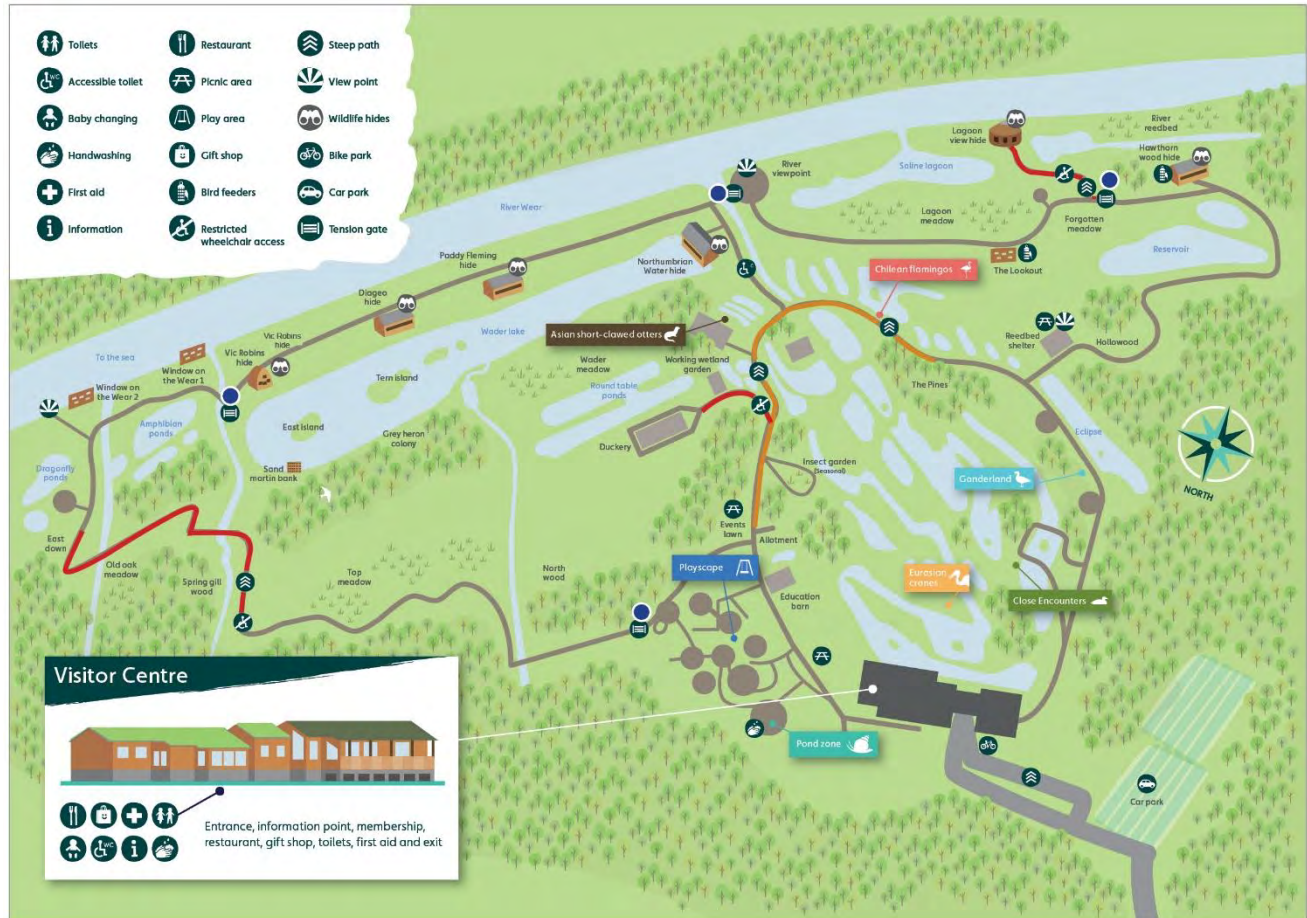 Toilets
Restaurant
Steep path
Accessible toilet
Picnic area
View point
Baby changing
Play area
Wildlife hides
Handwashing
Gift shop
Bike park
First aid
Bird feeders
Car park
Information
Restricted
wheelchair access
Tension gate
Lagoon
view hide
River
reedbed
Hawthorn
wood hide
River
viewpoint
Saline lagoon
River Wear
Lagoon
meadow
Forgotten
meadow
Paddy Fleming
hide
Northumbrian
Water hide
Reservoir
The Lookout
Chilean flamingos
Diageo
hide
Wader lake
Asian short-clawed otters
Vic Robins
hide
Vic Robins
hide
To the sea
Window on
the Wear 1
Window on
the Wear 2
Tern island
Wader
meadow
Working wetland
garden
Reedbed
shelter
Hollowood
The Pines
Round table
ponds
Amphibian
ponds
East island
Grey heron
colony
Duckery
Eclipse
Dragonfly
ponds
Sand
martin bank
Insect garden
(Seasonal)
Ganderland
NORTH
East
down
Events
lawn
Allotment
Old oak
meadow
Spring gill
wood
Top
meadow
North
wood
Playscape
Education
barn
Eurasian
cranes
Close Encounters
Visitor Centre
Pond zone
Car park
WC
Entrance, information point, membership,
restaurant, gift shop, toilets, first aid and exit